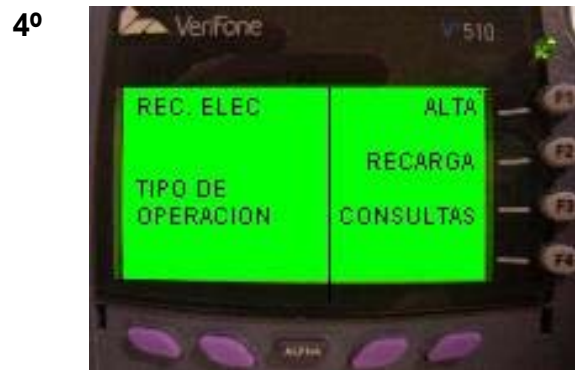 4º
VeriFone
510
REC. ELEC
ALTA
RECARGA
TIPO DE
OPERACION
CONSULTAS
F1
F2
F3
F4
ALPHA